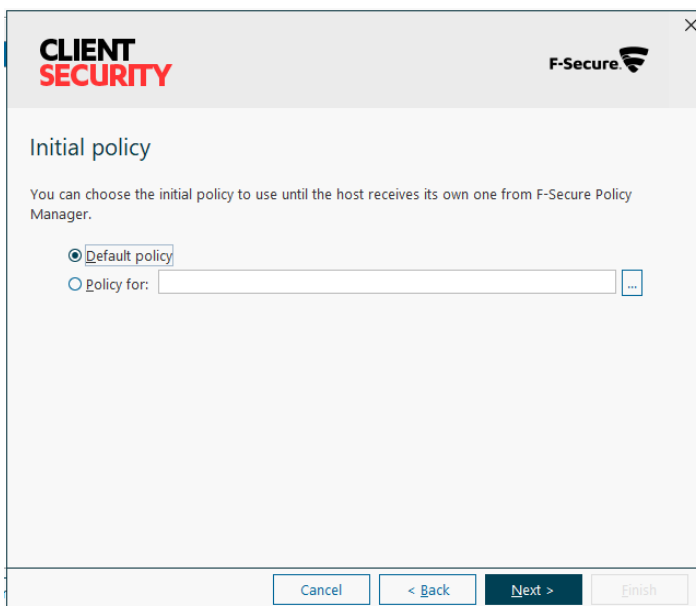 CLIENT
SECURITY
F-Secure.
Initial policy
You can choose the initial policy to use until the host receives its own one from F-Secure Policy
Manager.
Default policy
Policy for:
...
Cancel
< Back
Next >
Finish